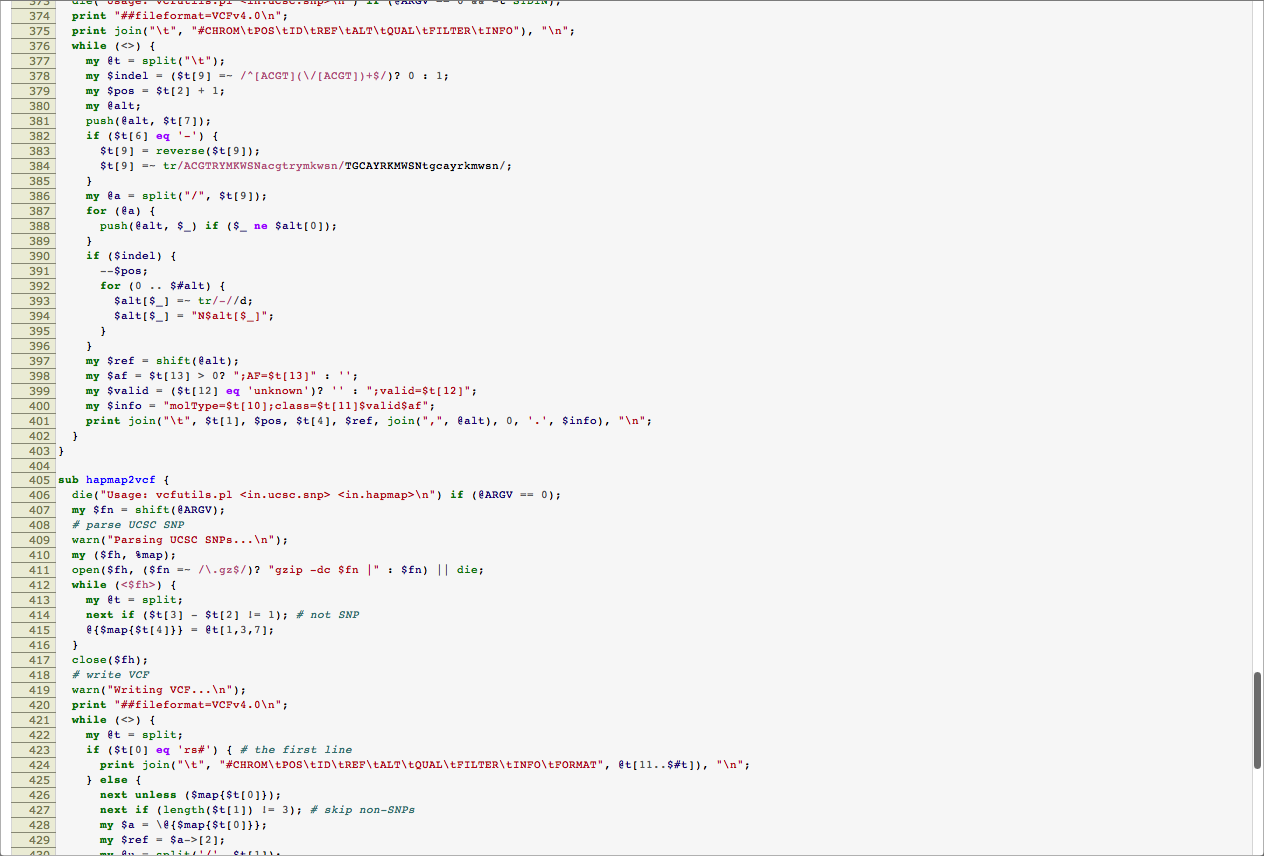 373 die("Usage: vcfutils.pl <in.ucsc.snp>\n") if (@ARGV == 0 && -t STDIN);
374 print "##fileformat=VCFv4.0\n";
375 print join("\t", "#CHROM\tPOS\tID\tREF\tALT\tQUAL\tFILTER\tINFO"), "\n";
376 while (<>) {
377 my @t = split("\t");
378 my $indel = ($t[9] =~ /^[ACGT](\/[ACGT])+$/)? 0 : 1;
379 my $pos = $t[2] + 1;
380 my @alt;
381 push(@alt, $t[7]);
382 if ($t[6] eq '-') {
383 $t[9] = reverse($t[9]);
384 $t[9] =~ tr/ACGTRYMKWSNacgtrymkwsn/TGCAYRKMWSNtgcayrkmwsn/;
385 }
386 my @a = split("/", $t[9]);
387 for (@a) {
388 push(@alt, $_) if ($_ ne $alt[0]);
389 }
390 if ($indel) {
391 --$pos;
392 for (0 .. $#alt) {
393 $alt[$_] =~ tr/-//d;
394 $alt[$_] = "N$alt[$_]";
395 }
396 }
397 my $ref = shift(@alt);
398 my $af = $t[13] > 0? ";AF=$t[13]" : '';
399 my $valid = ($t[12] eq 'unknown')? '' : ";valid=$t[12]";
400 my $info = "molType=$t[10];class=$t[11]$valid$af";
401 print join("\t", $t[1], $pos, $t[4], $ref, join(",", @alt), 0, '.', $info), "\n";
402 }
403 }
404
405 sub hapmap2vcf {
406 die("Usage: vcfutils.pl <in.ucsc.snp> <in.hapmap>\n") if (@ARGV == 0);
407 my $fn = shift(@ARGV);
408 # parse UCSC SNP
409 warn("Parsing UCSC SNPs...\n");
410 my ($fh, %map);
411 open($fh, ($fn =~ /\.gz$/)? "gzip -dc $fn |" : $fn) || die;
412 while (<$fh>) {
413 my @t = split;
414 next if ($t[3] - $t[2] != 1); # not SNP
415 @{$map{$t[4]}} = @t[1,3,7];
416 }
417 close($fh);
418 # write VCF
419 warn("Writing VCF...\n");
420 print "##fileformat=VCFv4.0\n";
421 while (<>) {
422 my @t = split;
423 if ($t[0] eq 'rs#') { # the first line
424 print join("\t", "#CHROM\tPOS\tID\tREF\tALT\tQUAL\tFILTER\tINFO\tFORMAT", @t[11..$#t]), "\n";
425 } else {
426 next unless ($map{$t[0]});
427 next if (length($t[1]) != 3); # skip non-SNPs
428 my $a = \@{$map{$t[0]}};
429 my $ref = $a->[2];
430 my @u = split('/', $t[1]);